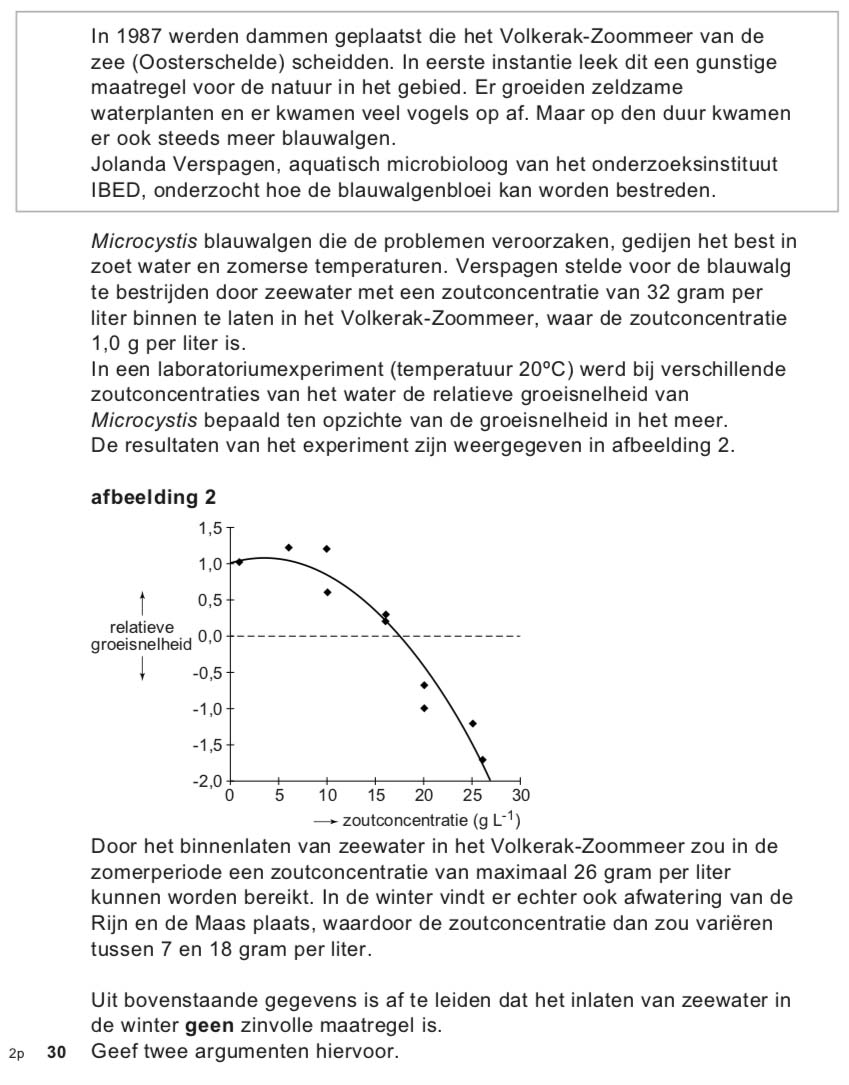 In 1987 werden dammen geplaatst die het Volkerak-Zoommeer van de
zee (Oosterschelde) scheidden. In eerste instantie leek dit een gunstige
maatregel voor de natuur in het gebied. Er groeiden zeldzame
waterplanten en er kwamen veel vogels op af. Maar op den duur kwamen
er ook steeds meer blauwalgen.
Jolanda Verspagen, aquatisch microbioloog van het onderzoeksinstituut
IBED, onderzocht hoe de blauwalgenbloei kan worden bestreden.
Microcystis blauwalgen die de problemen veroorzaken, gedijen het best in
zoet water en zomerse temperaturen. Verspagen stelde voor de blauwalg
te bestrijden door zeewater met een zoutconcentratie van 32 gram per
liter binnen te laten in het Volkerak-Zoommeer, waar de zoutconcentratie
1,0 g per liter is.
In een laboratoriumexperiment (temperatuur 20ºC) werd bij verschillende
zoutconcentraties van het water de relatieve groeisnelheid van
Microcystis bepaald ten opzichte van de groeisnelheid in het meer.
De resultaten van het experiment zijn weergegeven in afbeelding 2.
afbeelding 2
1,5
1,0
0,5
relatieve
groeisnelheid
0,0
-0,5
-1,0
-1,5
-2,0
0 5 10 15 20 25 30
zoutconcentratie (g L-1)
Door het binnenlaten van zeewater in het Volkerak-Zoommeer zou in de
zomerperiode een zoutconcentratie van maximaal 26 gram per liter
kunnen worden bereikt. In de winter vindt er echter ook afwatering van de
Rijn en de Maas plaats, waardoor de zoutconcentratie dan zou variëren
tussen 7 en 18 gram per liter.
Uit bovenstaande gegevens is af te leiden dat het inlaten van zeewater in
de winter geen zinvolle maatregel is.
2p 30 Geef twee argumenten hiervoor.